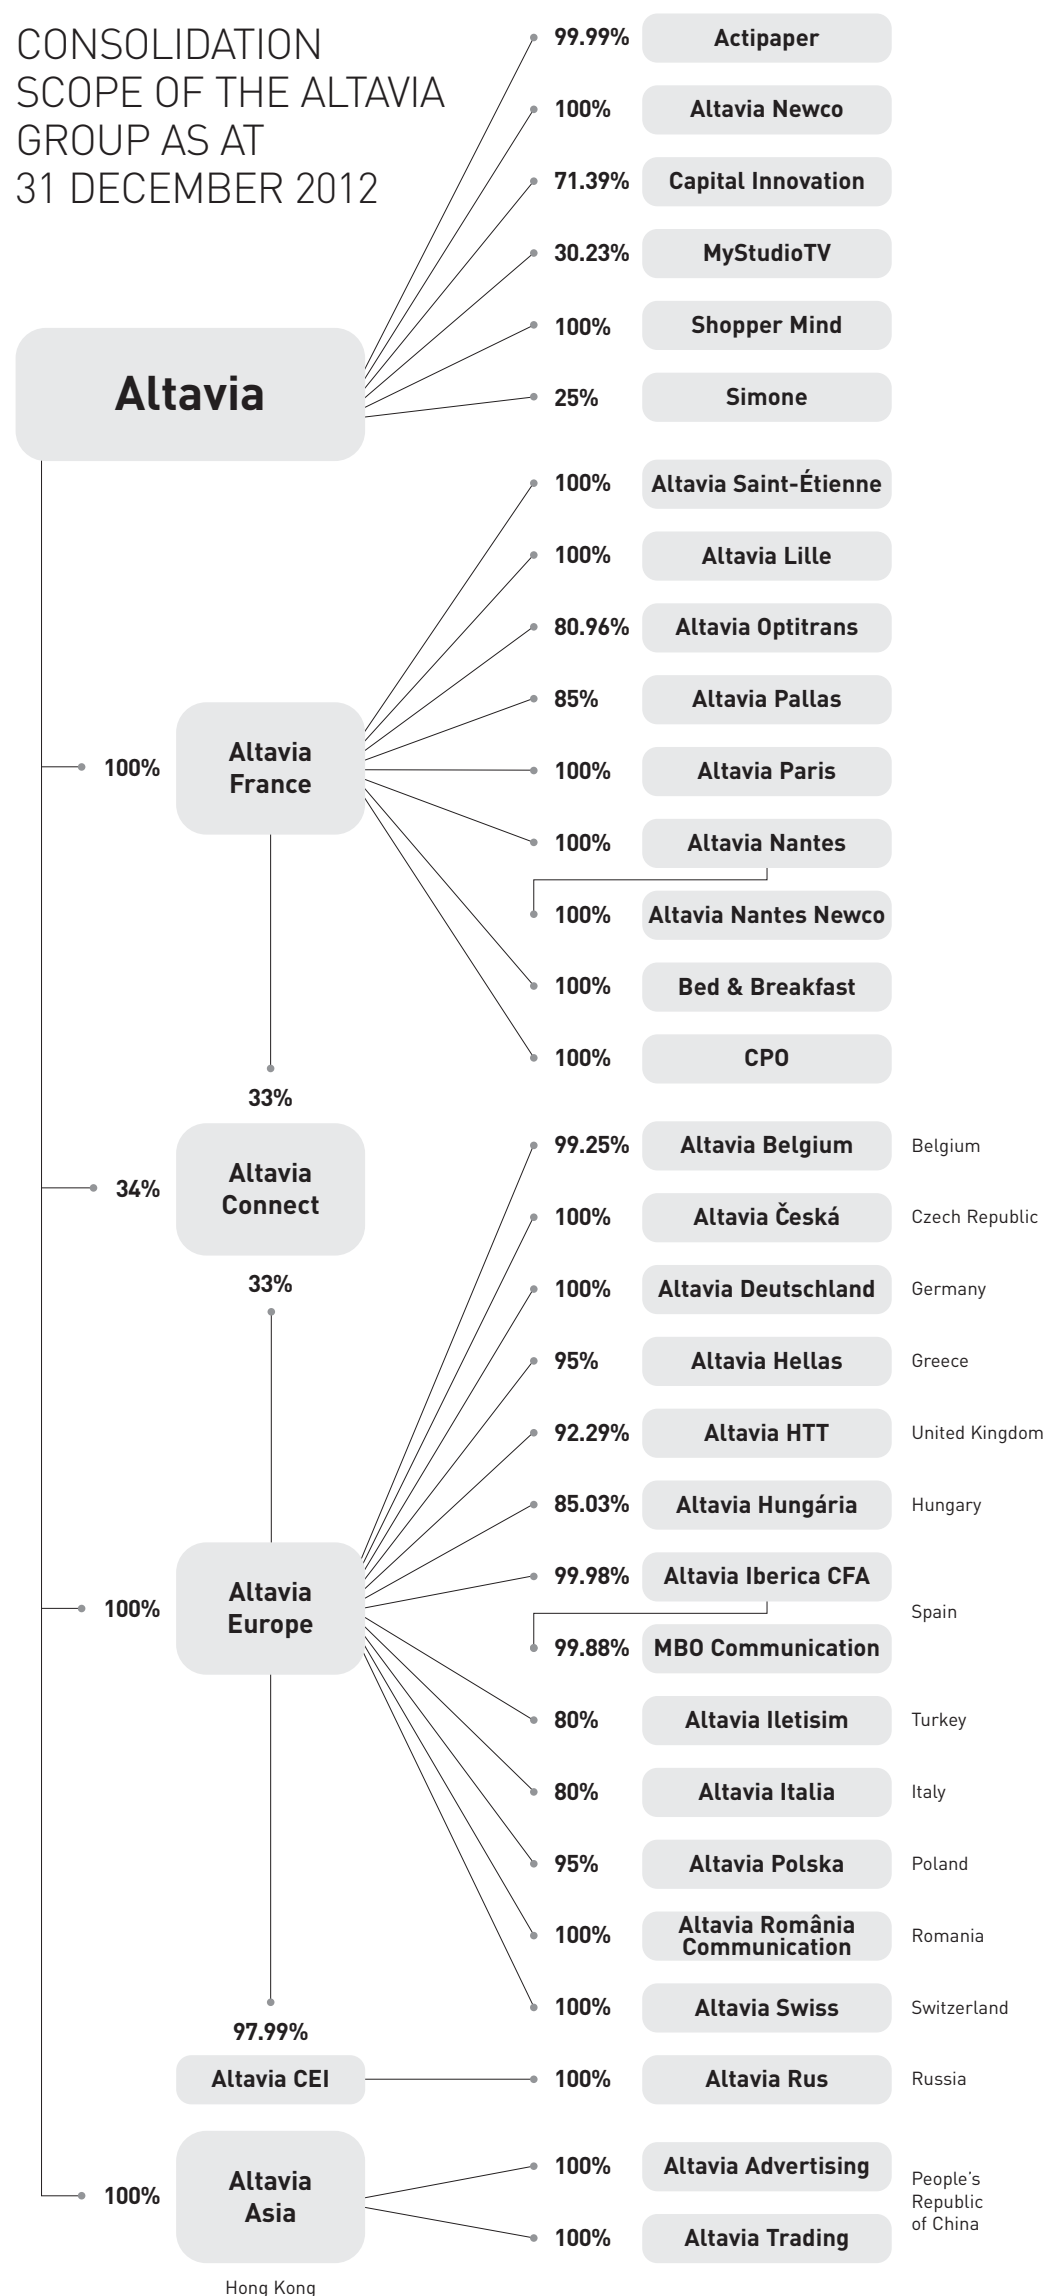 CONSOLIDATION
SCOPE OF THE ALTAVIA
GROUP AS AT
31 DECEMBER 2012
Altavia
99.99% Actipaper
100% Altavia Newco
71.39% Capital Innovation
30.23% MyStudioTV
100% Shopper Mind
25% Simone
100% Altavia
France
100% Altavia Saint-Étienne
100% Altavia Lille
80.96% Altavia Optitrans
85% Altavia Pallas
100% Altavia Paris
100% Altavia Nantes
100% Altavia Nantes Newco
100% Bed & Breakfast
100% CPO
33%
34% Altavia
Connect
33%
100% Altavia
Europe
99.25% Altavia Belgium Belgium
100% Altavia Česká Czech Republic
100% Altavia Deutschland Germany
95% Altavia Hellas Greece
92.29% Altavia HTT United Kingdom
85.03% Altavia Hungária Hungary
99.98% Altavia Iberica CFA
Spain
99.88% MBO Communication
80% Altavia Iletisim Turkey
80% Altavia Italia Italy
95% Altavia Polska Poland
100% Altavia România
Communication Romania
100% Altavia Swiss Switzerland
97.99%
Altavia CEI 100% Altavia Rus Russia
100% Altavia
Asia
Hong Kong
100% Altavia Advertising
100% Altavia Trading
People's
Republic
of China